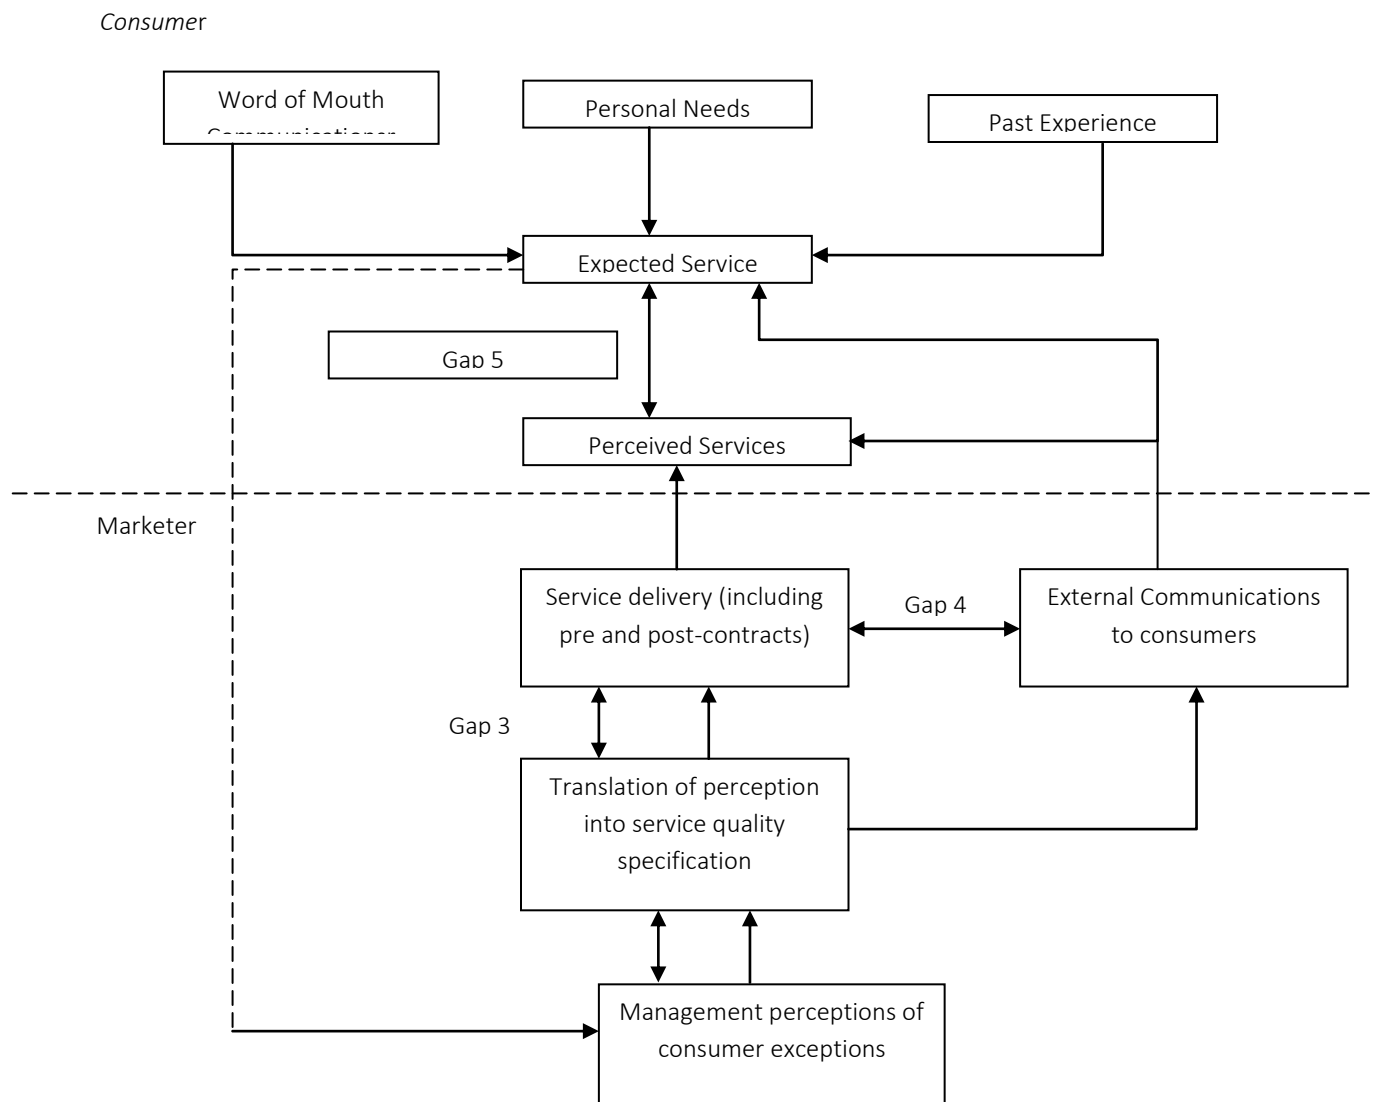 Consumer
Word of Mouth
Personal Needs
Past Experience
Expected Service
Gap 5
Perceived Services
Marketer
Service delivery (including
pre and post-contracts)
Gap 4
External Communications
to consumers
Gap 3
Translation of perception
into service quality
specification
Management perceptions of
consumer exceptions